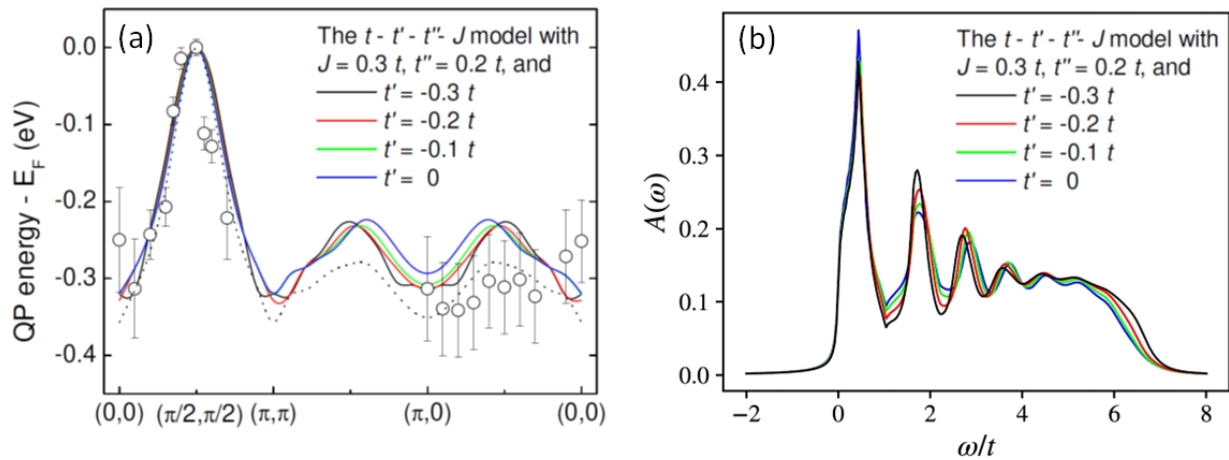 (a)
The t - t' - t''- J model with
J = 0.3 t, t'' = 0.2 t, and
t' = -0.3 t
t' = -0.2 t
t' = -0.1 t
t' = 0
QP energy - E_F (eV)
0.0
-0.1
-0.2
-0.3
-0.4
(0,0)
(π/2,π/2)
(π,π)
(π,0)
(0,0)
(b)
The t - t' - t''- J model with
J = 0.3 t, t'' = 0.2 t, and
t' = -0.3 t
t' = -0.2 t
t' = -0.1 t
t' = 0
A(ω)
0.4
0.3
0.2
0.1
0.0
−2
0
2
4
6
8
ω/t